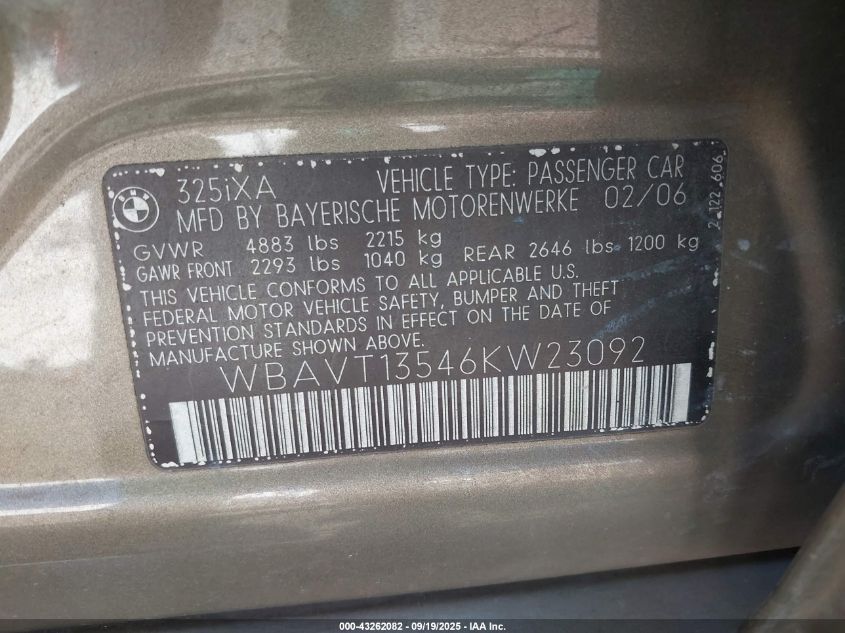 325iXA VEHICLE TYPE: PASSENGER CAR
MFD BY BAYERISCHE MOTORENWERKE 02/06
GVWR 4883 lbs 2215 kg
GAWR FRONT 2293 lbs 1040 kg REAR 2646 lbs 1200 kg
THIS VEHICLE CONFORMS TO ALL APPLICABLE U.S.
FEDERAL MOTOR VEHICLE SAFETY, BUMPER AND THEFT
PREVENTION STANDARDS IN EFFECT ON THE DATE OF
MANUFACTURE SHOWN ABOVE.
WBAVT13546KW23092
2 122 606
000-43262082 - 09/19/2025 - IAA Inc.